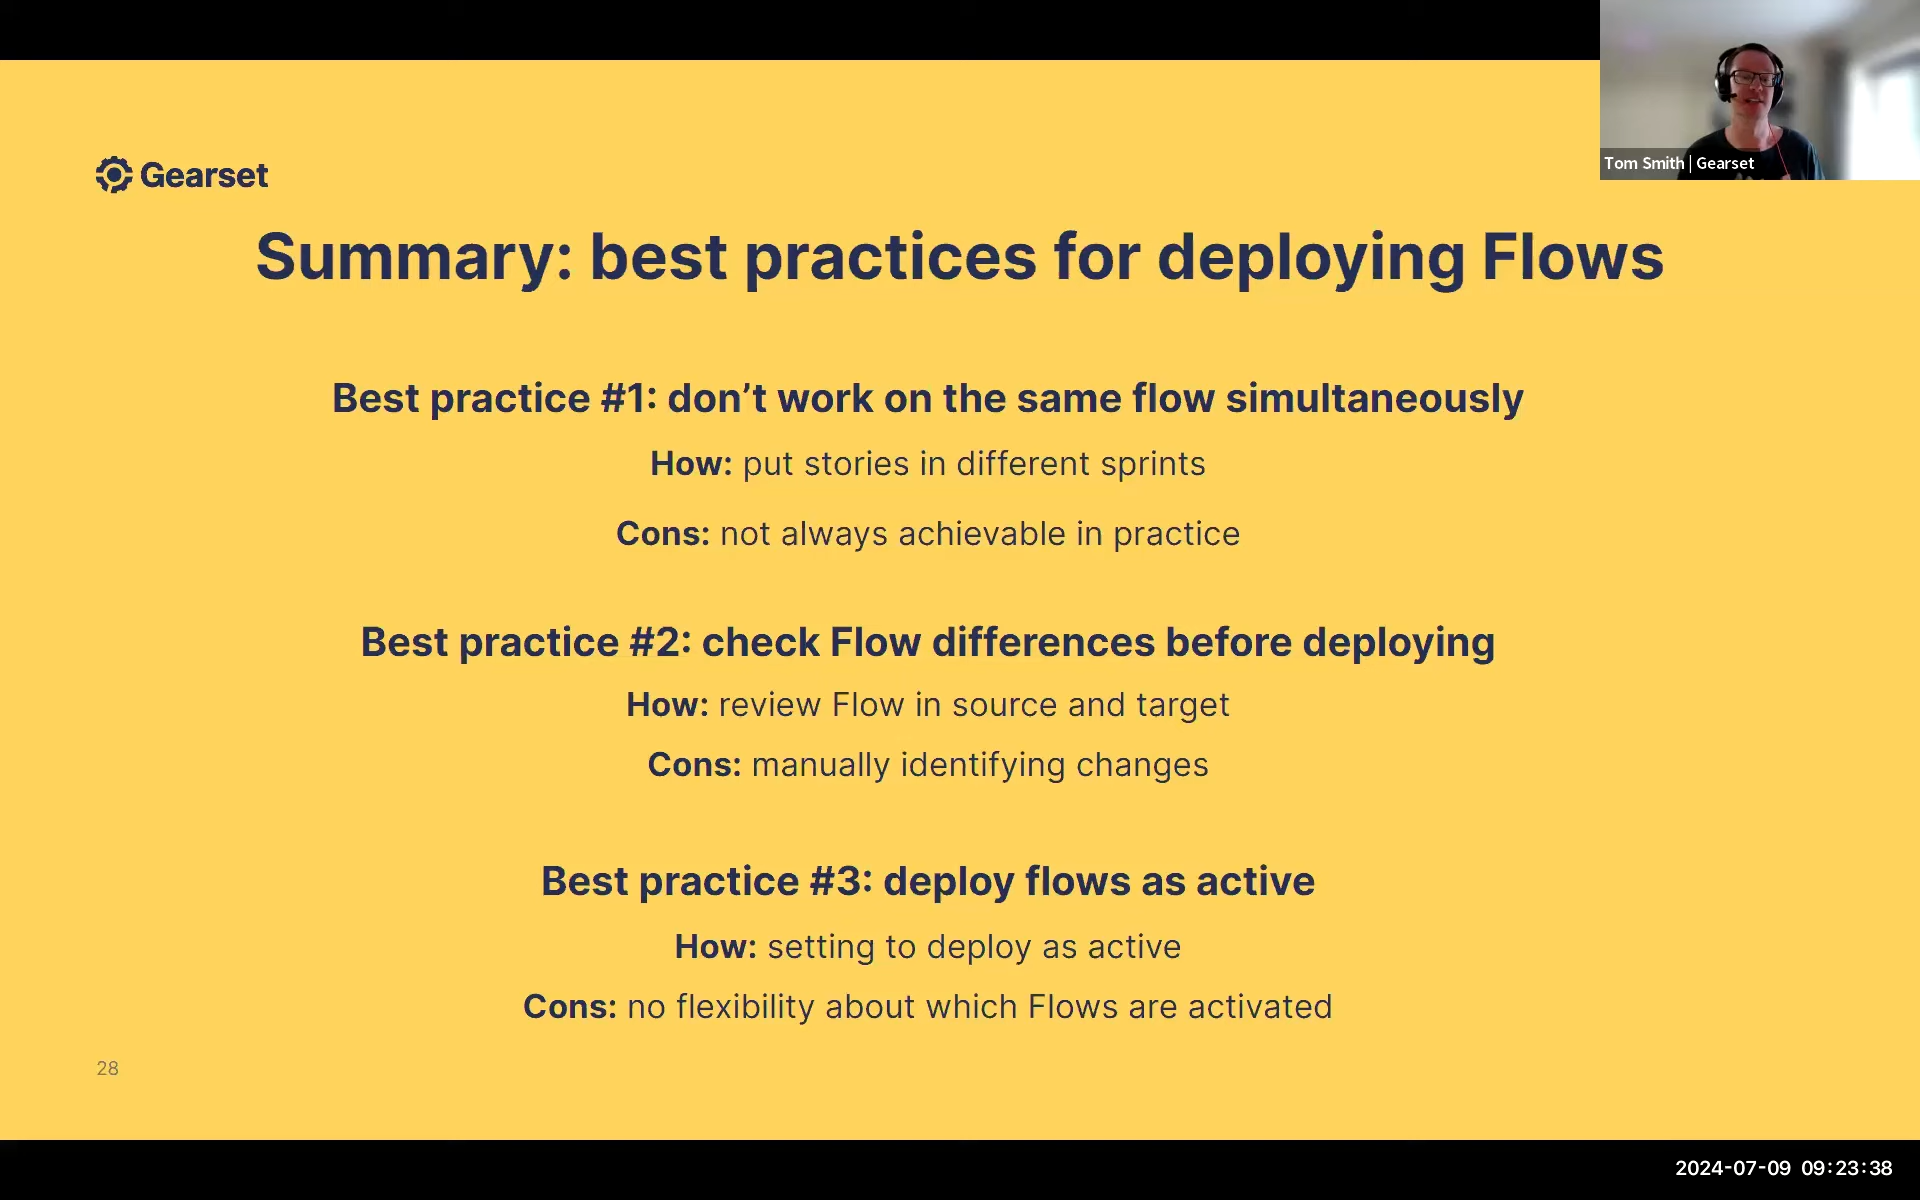 Tom Smith | Gearset
Gearset
Summary: best practices for deploying Flows
Best practice #1: don’t work on the same flow simultaneously
How: put stories in different sprints
Cons: not always achievable in practice
Best practice #2: check Flow differences before deploying
How: review Flow in source and target
Cons: manually identifying changes
Best practice #3: deploy flows as active
How: setting to deploy as active
Cons: no flexibility about which Flows are activated
28
2024-07-09 09:23:38